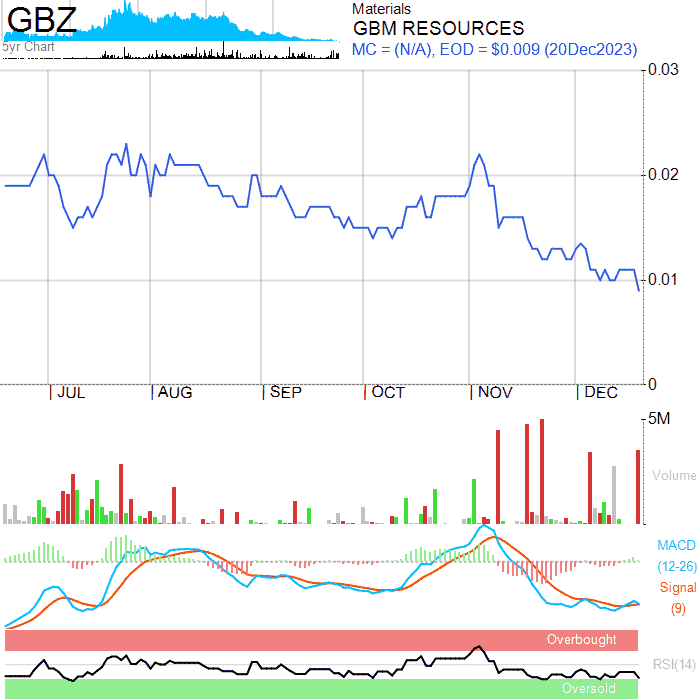 GBZ
5yr Chart
Materials
GBM RESOURCES
MC = (N/A), EOD = $0.009 (20Dec2023)
0.03
0.02
0.01
0
JUL
AUG
SEP
OCT
NOV
DEC
5M
Volume
MACD
(12-26)
Signal
(9)
Overbought
RSI(14)
Oversold